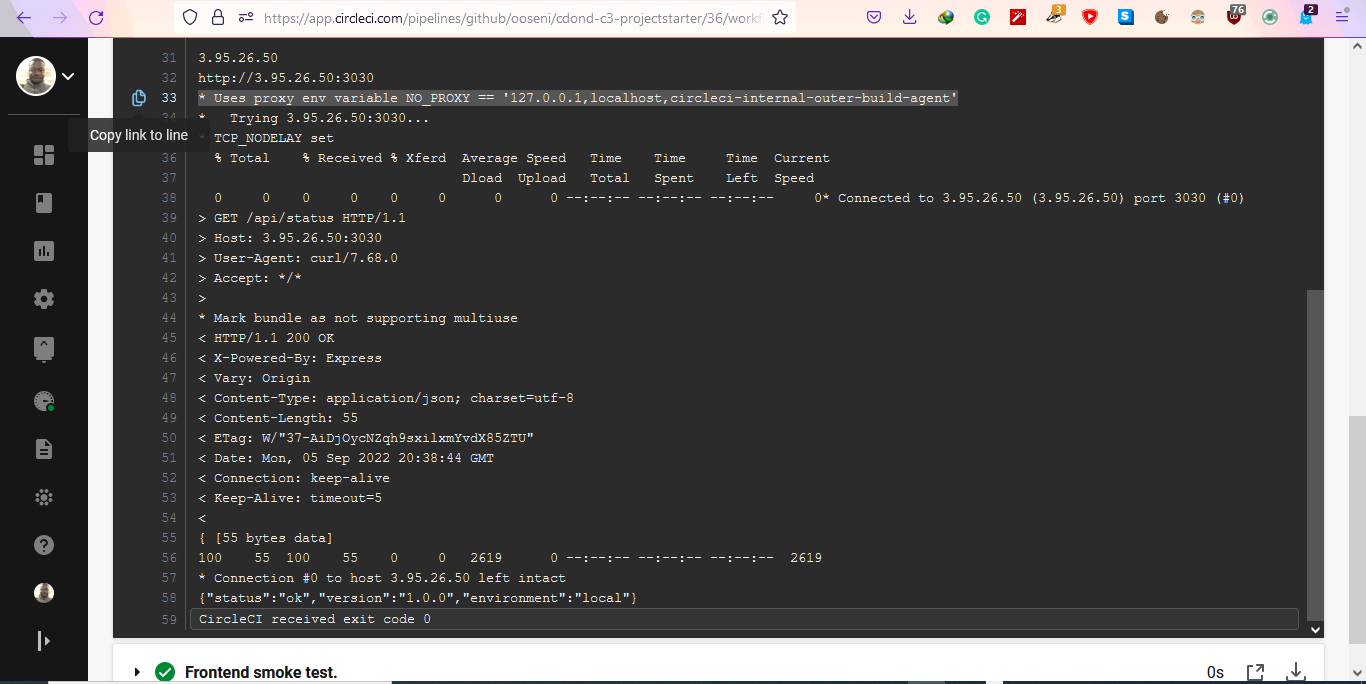 https://app.circleci.com/pipelines/github/ooseni/cdond-c3-projectstarter/36/workfl
3
S
76
2
31 3.95.26.50
32 http://3.95.26.50:3030
33 * Uses proxy env variable NO_PROXY == '127.0.0.1,localhost,circleci-internal-outer-build-agent'
34 * Trying 3.95.26.50:3030...
Copy link to line
* TCP_NODELAY set
36 % Total % Received % Xferd Average Speed Time Time Time Current
37 Dload Upload Total Spent Left Speed
38 0 0 0 0 0 0 0 0 --:--:-- --:--:-- --:--:-- 0* Connected to 3.95.26.50 (3.95.26.50) port 3030 (#0)
39 > GET /api/status HTTP/1.1
40 > Host: 3.95.26.50:3030
41 > User-Agent: curl/7.68.0
42 > Accept: */*
43 >
44 * Mark bundle as not supporting multiuse
45 < HTTP/1.1 200 OK
46 < X-Powered-By: Express
47 < Vary: Origin
48 < Content-Type: application/json; charset=utf-8
49 < Content-Length: 55
50 < ETag: W/"37-AiDjOycNZqh9sxilxmYvdX85ZTU"
51 < Date: Mon, 05 Sep 2022 20:38:44 GMT
52 < Connection: keep-alive
53 < Keep-Alive: timeout=5
54 <
55 { [55 bytes data]
56 100 55 100 55 0 0 2619 0 --:--:-- --:--:-- --:--:-- 2619
57 * Connection #0 to host 3.95.26.50 left intact
58 {"status":"ok","version":"1.0.0","environment":"local"}
59 CircleCI received exit code 0
Frontend smoke test. 0s